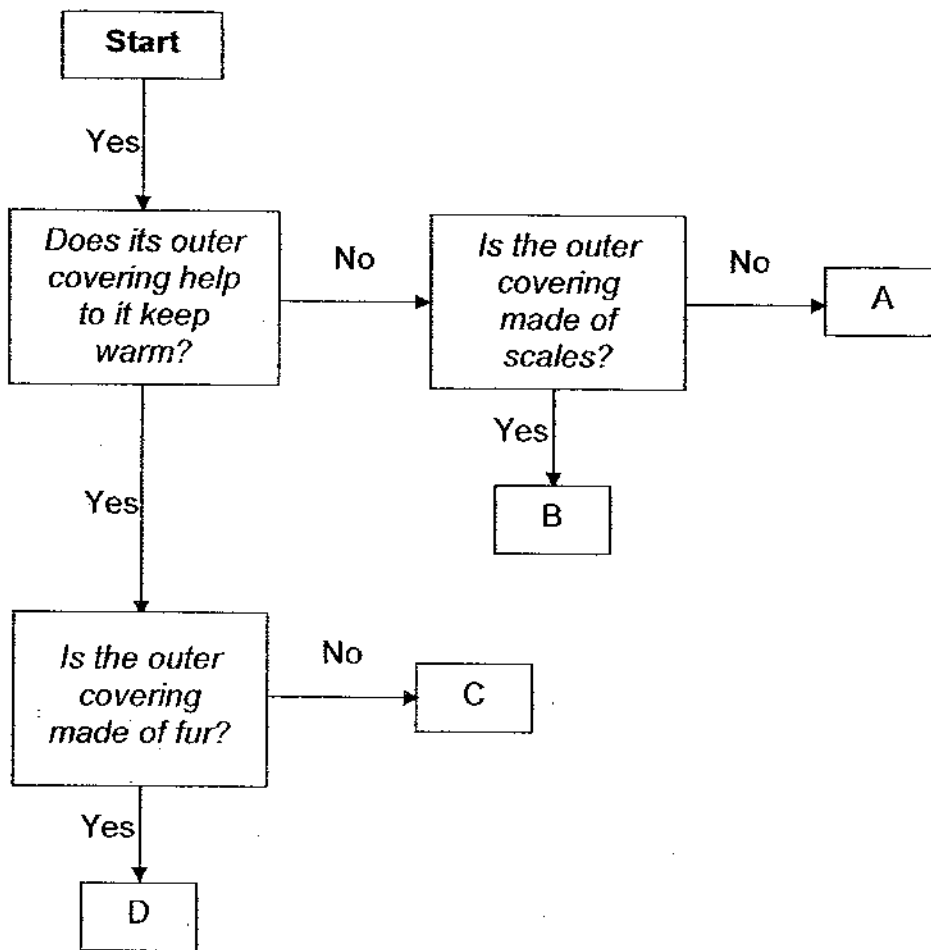 Start
Yes
Does its outer
covering help
to it keep
warm?
No
Is the outer
covering
made of
scales?
No
A
Yes
B
Yes
Is the outer
covering
made of fur?
No
C
Yes
D